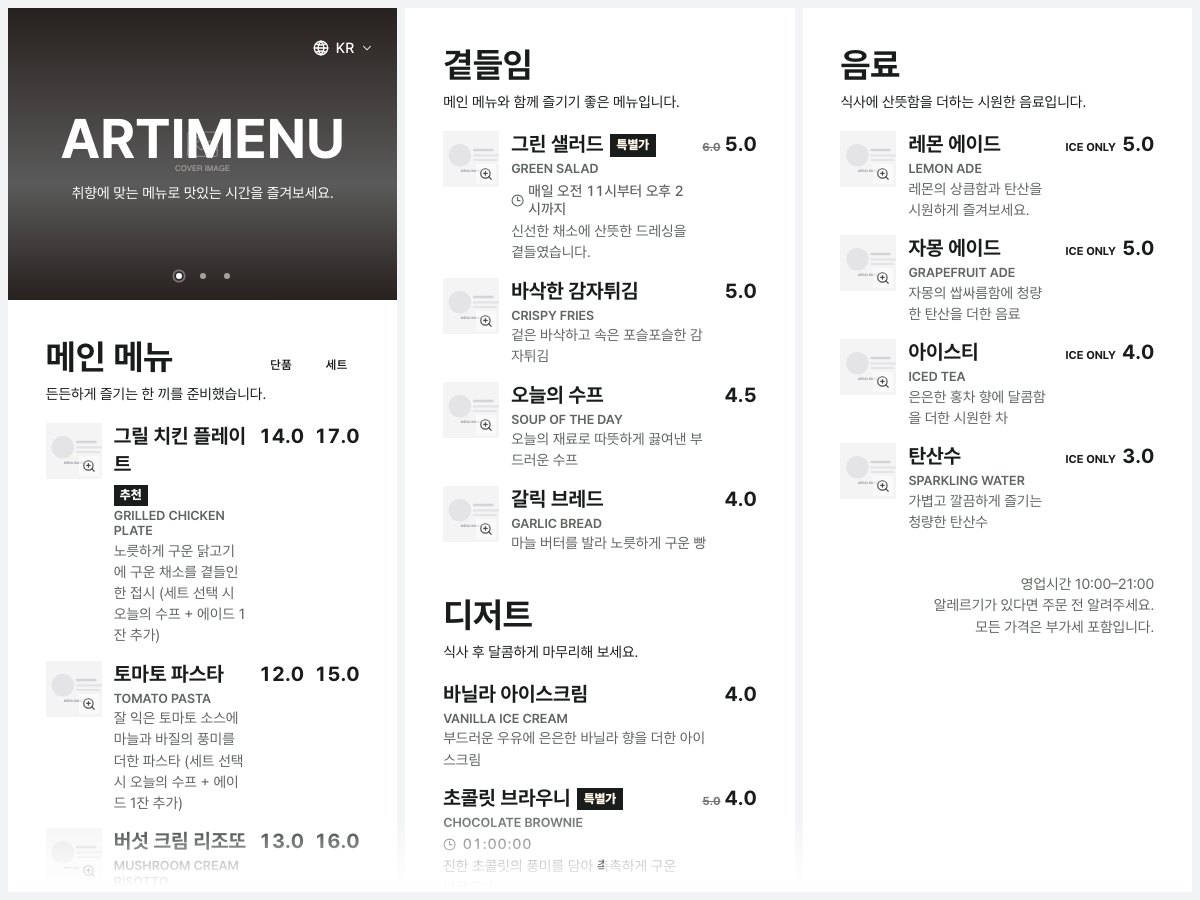 KR
ARTIMENU
COVER IMAGE
취향에 맞는 메뉴로 맛있는 시간을 즐겨보세요.
메인 메뉴
단품 세트
든든하게 즐기는 한 끼를 준비했습니다.
그릴 치킨 플레이 14.0 17.0
트
추천
GRILLED CHICKEN
PLATE
노릇하게 구운 닭고기
에 구운 채소를 곁들인
한 접시 (세트 선택 시
오늘의 수프 + 에이드 1
잔 추가)
토마토 파스타 12.0 15.0
TOMATO PASTA
잘 익은 토마토 소스에
마늘과 바질의 풍미를
더한 파스타 (세트 선택
시 오늘의 수프 + 에이
드 1잔 추가)
버섯 크림 리조또 13.0 16.0
MUSHROOM CREAM
RISOTTO
곁들임
메인 메뉴와 함께 즐기기 좋은 메뉴입니다.
그린 샐러드 특별가 6.0 5.0
GREEN SALAD
매일 오전 11시부터 오후 2
시까지
신선한 채소에 산뜻한 드레싱을
곁들였습니다.
바삭한 감자튀김 5.0
CRISPY FRIES
겉은 바삭하고 속은 포슬포슬한 감
자튀김
오늘의 수프 4.5
SOUP OF THE DAY
오늘의 재료로 따뜻하게 끓여낸 부
드러운 수프
갈릭 브레드 4.0
GARLIC BREAD
마늘 버터를 발라 노릇하게 구운 빵
디저트
식사 후 달콤하게 마무리해 보세요.
바닐라 아이스크림 4.0
VANILLA ICE CREAM
부드러운 우유에 은은한 바닐라 향을 더한 아이
스크림
초콜릿 브라우니 특별가 5.0 4.0
CHOCOLATE BROWNIE
01:00:00
진한 초콜릿의 풍미를 담아 촉촉하게 구운
음료
식사에 산뜻함을 더하는 시원한 음료입니다.
레몬 에이드 ICE ONLY 5.0
LEMON ADE
레몬의 상큼함과 탄산을
시원하게 즐겨보세요.
자몽 에이드 ICE ONLY 5.0
GRAPEFRUIT ADE
자몽의 쌉싸름함에 청량
한 탄산을 더한 음료
아이스티 ICE ONLY 4.0
ICED TEA
은은한 홍차 향에 달콤함
을 더한 시원한 차
탄산수 ICE ONLY 3.0
SPARKLING WATER
가볍고 깔끔하게 즐기는
청량한 탄산수
영업시간 10:00–21:00
알레르기가 있다면 주문 전 알려주세요.
모든 가격은 부가세 포함입니다.